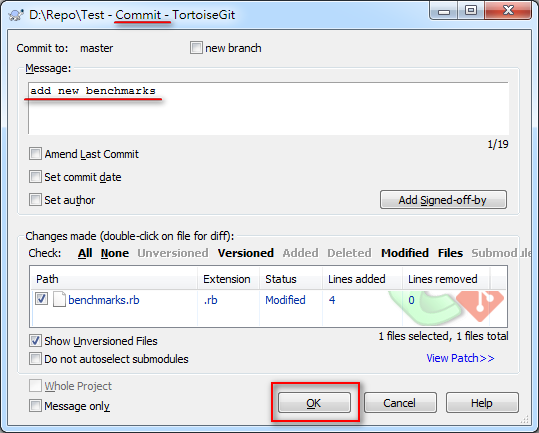 D:\Repo\Test - Commit - TortoiseGit
Commit to: master new branch
Message:
add new benchmarks
1/19
Amend Last Commit
Set commit date
Set author
Add Signed-off-by
Changes made (double-click on file for diff):
Check: All None Unversioned Versioned Added Deleted Modified Files Submodule
Path Extension Status Lines added Lines removed
benchmarks.rb .rb Modified 4 0
Show Unversioned Files
1 files selected, 1 files total
Do not autoselect submodules
View Patch>>
Whole Project
Message only
OK Cancel Help